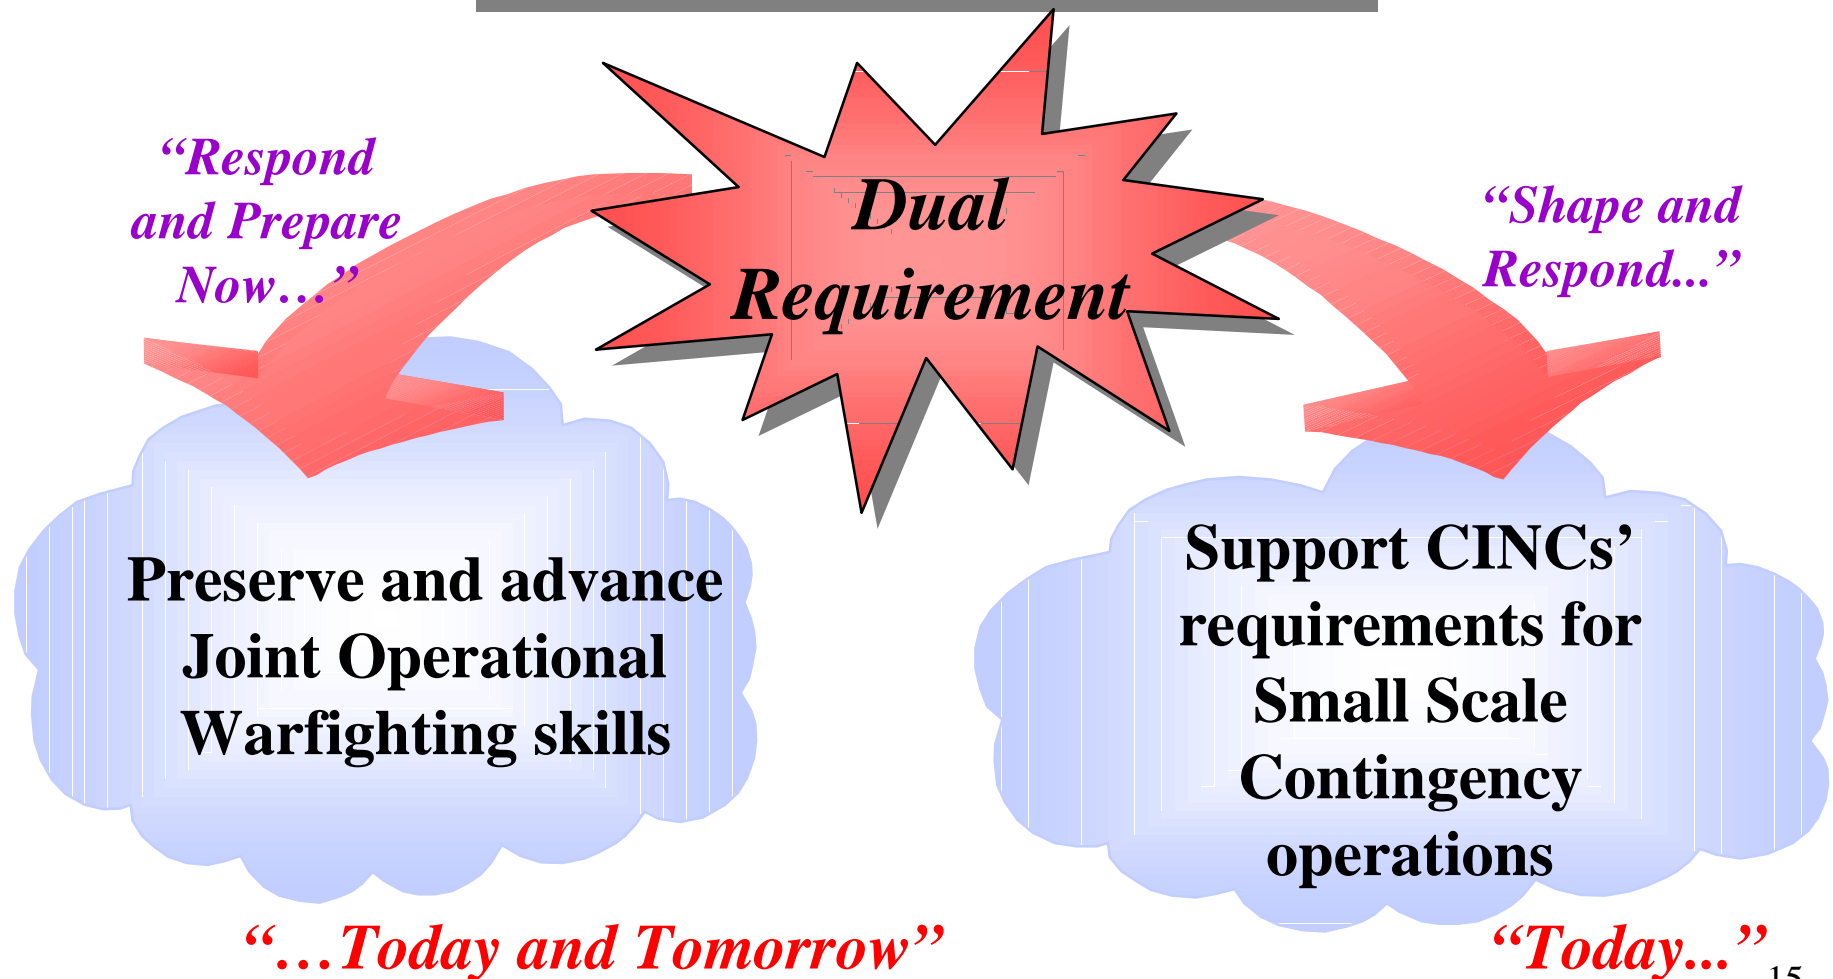 Dual
Requirement
“Respond
and Prepare
Now…”
“Shape and
Respond...”
Preserve and advance
Joint Operational
Warfighting skills
Support CINCs’
requirements for
Small Scale
Contingency
operations
“…Today and Tomorrow”
“Today...”
15